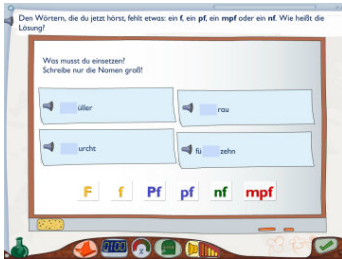 Den Wörtern, die du jetzt hörst, fehlt etwas: ein f, ein pf, ein mpf oder ein nf. Wie heißt die
Lösung?
Was musst du einsetzen?
Schreibe nur die Nomen groß!
üller
rau
urcht
fü zehn
F f Pf pf nf mpf